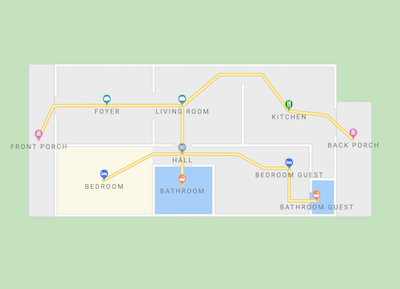 FOYER
LIVING ROOM
KITCHEN
FRONT PORCH
BACK PORCH
HALL
BEDROOM
BATHROOM
BEDROOM GUEST
BATHROOM GUEST